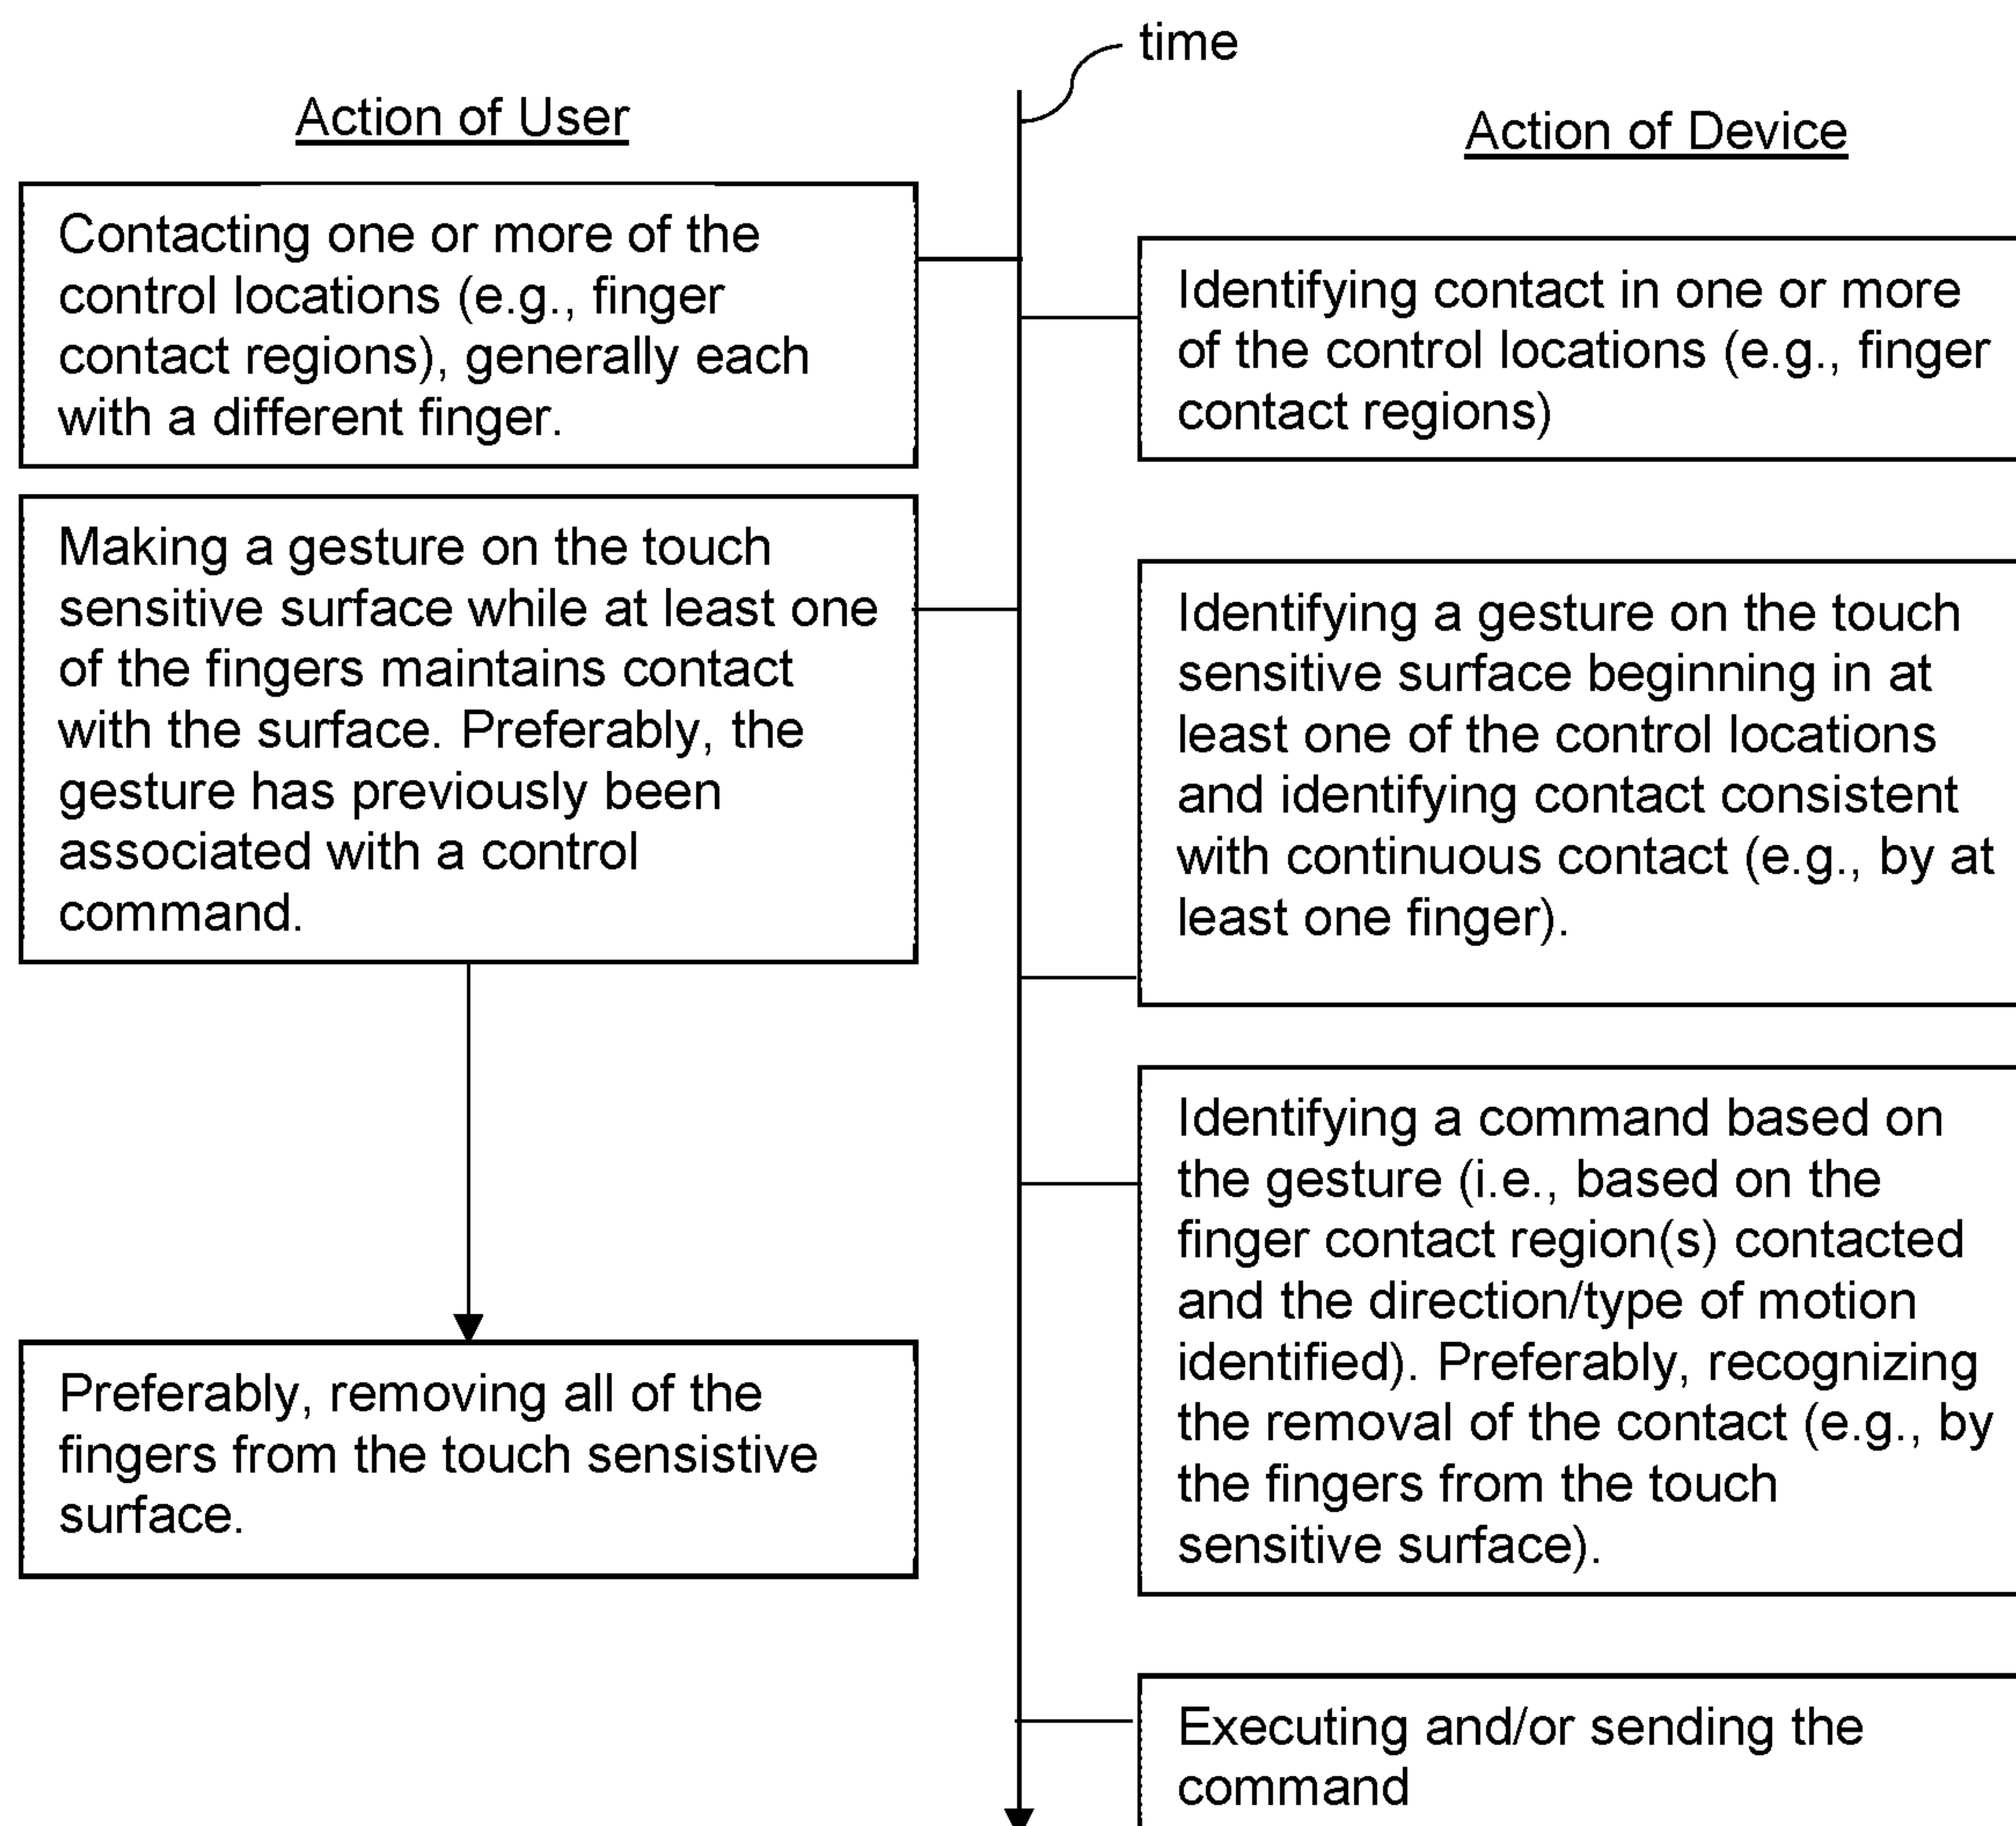 time
Action of User
Action of Device
Contacting one or more of the
control locations (e.g., finger
contact regions), generally each
with a different finger.
Identifying contact in one or more
of the control locations (e.g., finger
contact regions)
Making a gesture on the touch
sensitive surface while at least one
of the fingers maintains contact
with the surface. Preferably, the
gesture has previously been
associated with a control
command.
Identifying a gesture on the touch
sensitive surface beginning in at
least one of the control locations
and identifying contact consistent
with continuous contact (e.g., by at
least one finger).
Identifying a command based on
the gesture (i.e., based on the
finger contact region(s) contacted
and the direction/type of motion
identified). Preferably, recognizing
the removal of the contact (e.g., by
the fingers from the touch
sensitive surface).
Preferably, removing all of the
fingers from the touch sensistive
surface.
Executing and/or sending the
command